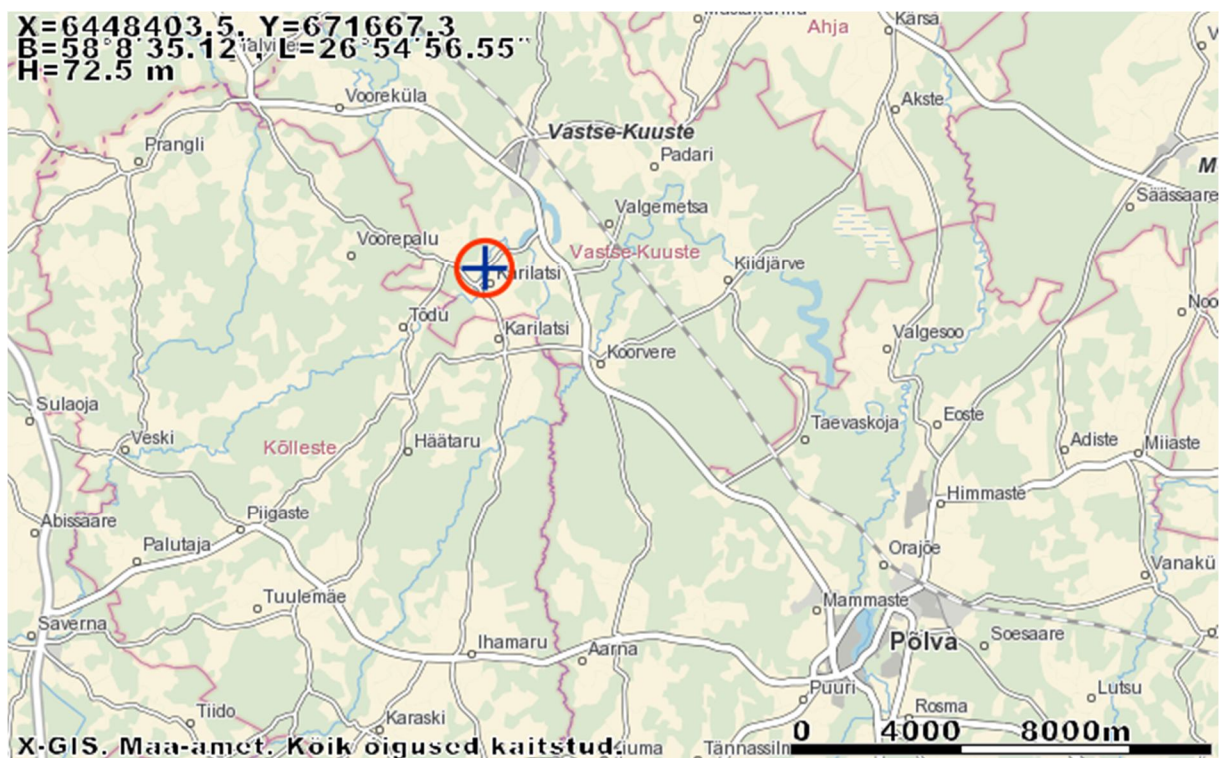 X=6448403.5, Y=671667.3
B=58°8'35.12", L=26°54'56.55"
H=72.5 m
Ahja
Kärsa
Vooreküla
Akste
Vastse-Kuuste
Prangli
Padari
M
Säässaare
Valgemetsa
Voorepalu
Vastse-Kuuste
Kiidjärve
Karilatsi
Noo
Tõdu
Karilatsi
Valgesoo
Koorvere
Sulaoja
Taevaskoja
Eoste
Veski
Kõlleste
Häätaru
Adiste
Miiaste
Himmaste
Piigaste
Abissaare
Palutaja
Orajõe
Vanakü
Tuulemäe
Mammaste
Saverna
Põlva
Soesaare
Ihamaru
Aarna
Puuri
Lutsu
Tiido
Karaski
Rosma
0 4000 8000m
X-GIS. Maa-amet. Kõik õigused kaitstud.
Tännassilm